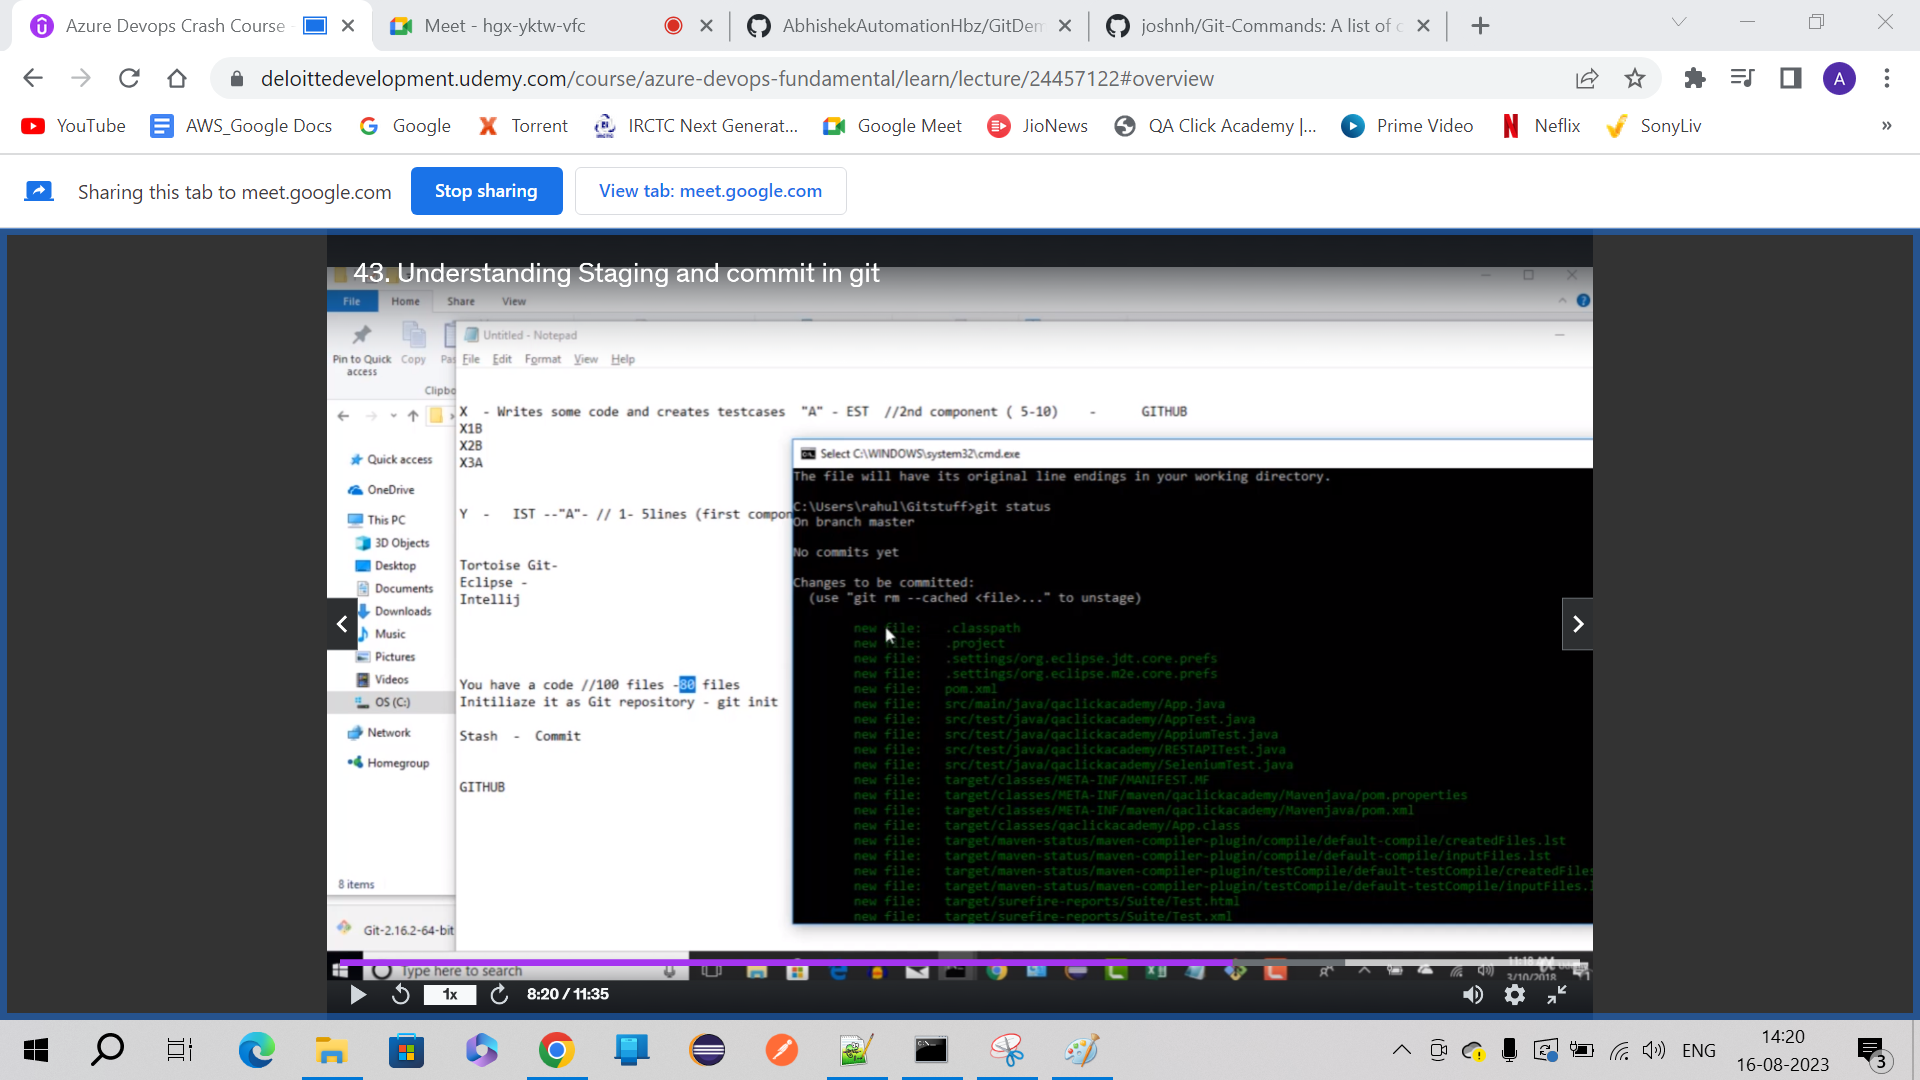 Azure Devops Crash Course
Meet - hgx-yktw-vfc
AbhishekAutomationHbz/GitDem
joshnh/Git-Commands: A list of c
deloittedevelopment.udemy.com/course/azure-devops-fundamental/learn/lecture/24457122#overview
A
YouTube
AWS_Google Docs
Google
Torrent
IRCTC Next Generat...
Google Meet
JioNews
QA Click Academy |...
Prime Video
Neflix
SonyLiv
»
Sharing this tab to meet.google.com
Stop sharing
View tab: meet.google.com
43. Understanding Staging and commit in git
File Home Share View
Untitled - Notepad
File Edit Format View Help
Pin to Quick access
Copy
Pas
Clipbo
X - Writes some code and creates testcases "A" - EST //2nd component ( 5-10) - GITHUB
X1B
X2B
X3A
Y - IST --"A"- // 1- 5lines (first compon
Tortoise Git-
Eclipse -
Intellij
You have a code //100 files -80 files
Initiliaze it as Git repository - git init
Stash - Commit
GITHUB
Quick access
OneDrive
This PC
3D Objects
Desktop
Documents
Downloads
Music
Pictures
Videos
OS (C:)
Network
Homegroup
8 items
Git-2.16.2-64-bit
Select C:\WINDOWS\system32\cmd.exe
The file will have its original line endings in your working directory.
C:\Users\rahul\Gitstuff>git status
On branch master
No commits yet
Changes to be committed:
(use "git rm --cached <file>..." to unstage)
new file: .classpath
new file: .project
new file: .settings/org.eclipse.jdt.core.prefs
new file: .settings/org.eclipse.m2e.core.prefs
new file: pom.xml
new file: src/main/java/qaclickacademy/App.java
new file: src/test/java/qaclickacademy/AppTest.java
new file: src/test/java/qaclickacademy/AppiumTest.java
new file: src/test/java/qaclickacademy/RESTAPITest.java
new file: src/test/java/qaclickacademy/SeleniumTest.java
new file: target/classes/META-INF/MANIFEST.MF
new file: target/classes/META-INF/maven/qaclickacademy/Mavenjava/pom.properties
new file: target/classes/META-INF/maven/qaclickacademy/Mavenjava/pom.xml
new file: target/classes/qaclickacademy/App.class
new file: target/maven-status/maven-compiler-plugin/compile/default-compile/createdFiles.lst
new file: target/maven-status/maven-compiler-plugin/compile/default-compile/inputFiles.lst
new file: target/maven-status/maven-compiler-plugin/testCompile/default-testCompile/createdFiles
new file: target/maven-status/maven-compiler-plugin/testCompile/default-testCompile/inputFiles.l
new file: target/surefire-reports/Suite/Test.html
new file: target/surefire-reports/Suite/Test.xml
Type here to search
3/10/2018
1x
8:20 / 11:35
ENG
14:20
16-08-2023
3